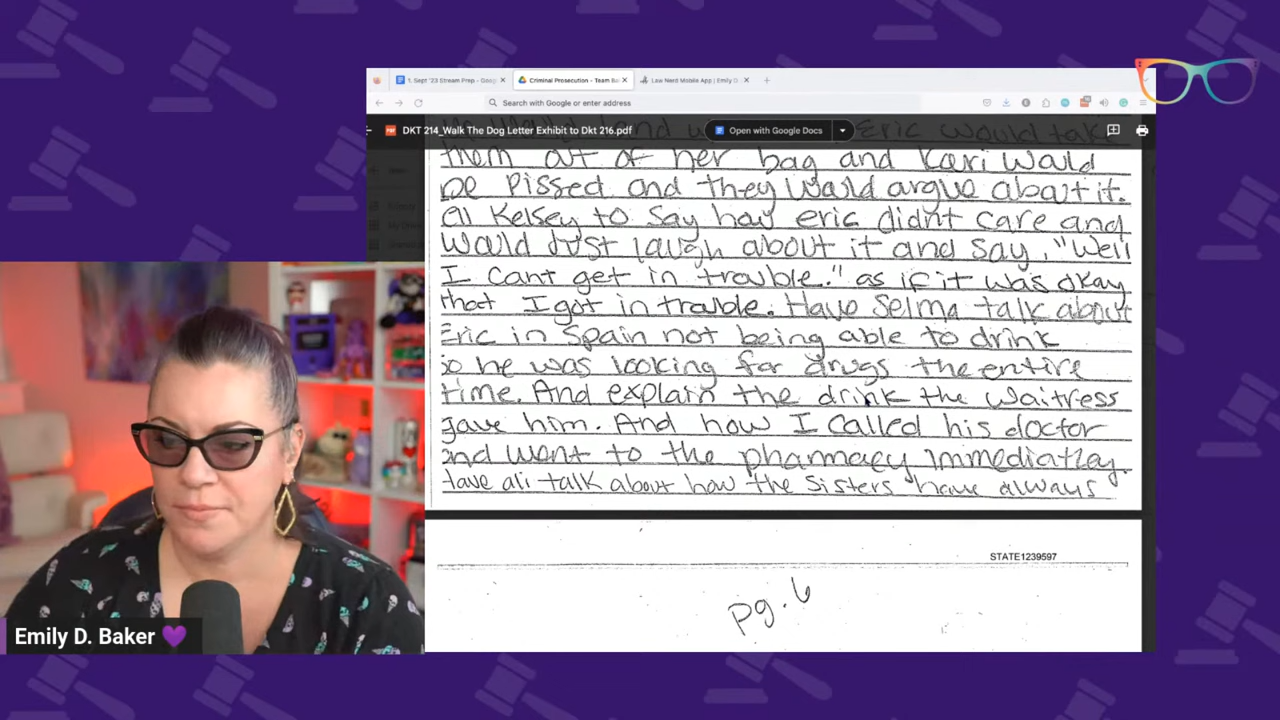 1. Sept '23 Stream Prep - Goog
Criminal Prosecution - Team Ba
Law Nerd Mobile App | Emily D.
Search with Google or enter address
DKT 214_Walk The Dog Letter Exhibit to Dkt 216.pdf
Open with Google Docs
Eric would take
them out of her bag and Kari Would
be pissed and they Would argue about it.
Kelsey to say how eric didnt care and
Would Just laugh about it and say, "Well
I cant get in trouble." as if it was okay
that I got in trouble. Have Selma talk about
Eric in Spain not being able to drink
so he was looking for drugs the entire
time. And explain the drink the waitress
gave him. And how I called his doctor
and went to the pharmacey immediatley.
Have ali talk about how the sisters have always
STATE1239597
pg. 6
Emily D. Baker 💜